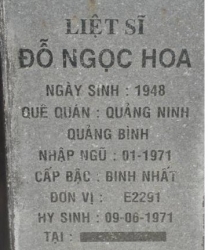 LIỆT SĨ
ĐỖ NGỌC HOA
NGÀY SINH : 1948
QUÊ QUÁN : QUẢNG NINH
QUẢNG BÌNH
NHẬP NGŨ : 01-1971
CẤP BẬC : BINH NHẤT
ĐƠN VỊ : E2291
HY SINH : 09-06-1971
TẠI :